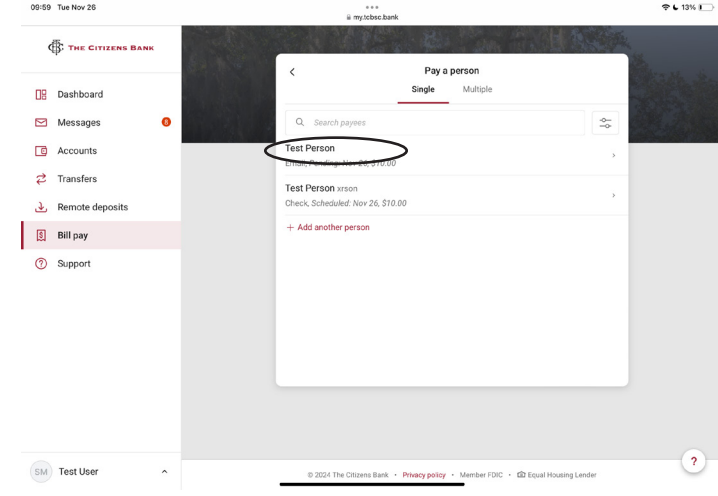 09:59 Tue Nov 26
13%
my.tcbsc.bank
THE CITIZENS BANK
Dashboard
Messages 8
Accounts
Transfers
Remote deposits
Bill pay
Support
SM Test User
Pay a person
Single Multiple
Search payees
Test Person
Email, Pending: Nov 26, $10.00
Test Person xrson
Check, Scheduled: Nov 26, $10.00
+ Add another person
© 2024 The Citizens Bank • Privacy policy • Member FDIC • Equal Housing Lender
?